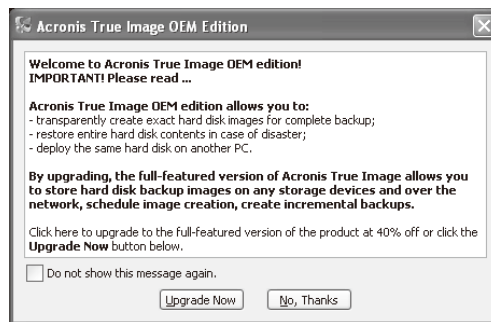 Acronis True Image OEM Edition
Welcome to Acronis True Image OEM edition!
IMPORTANT! Please read ...
Acronis True Image OEM edition allows you to:
- transparently create exact hard disk images for complete backup;
- restore entire hard disk contents in case of disaster;
- deploy the same hard disk on another PC.
By upgrading, the full-featured version of Acronis True Image allows you
to store hard disk backup images on any storage devices and over the
network, schedule image creation, create incremental backups.
Click here to upgrade to the full-featured version of the product at 40% off or click the
Upgrade Now button below.
Do not show this message again.
Upgrade Now No, Thanks